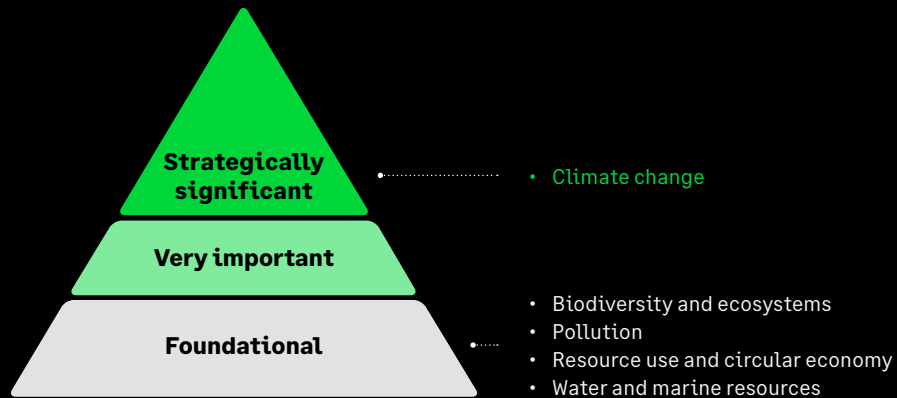 Strategically
significant
• Climate change
Very important
Foundational
• Biodiversity and ecosystems
• Pollution
• Resource use and circular economy
• Water and marine resources